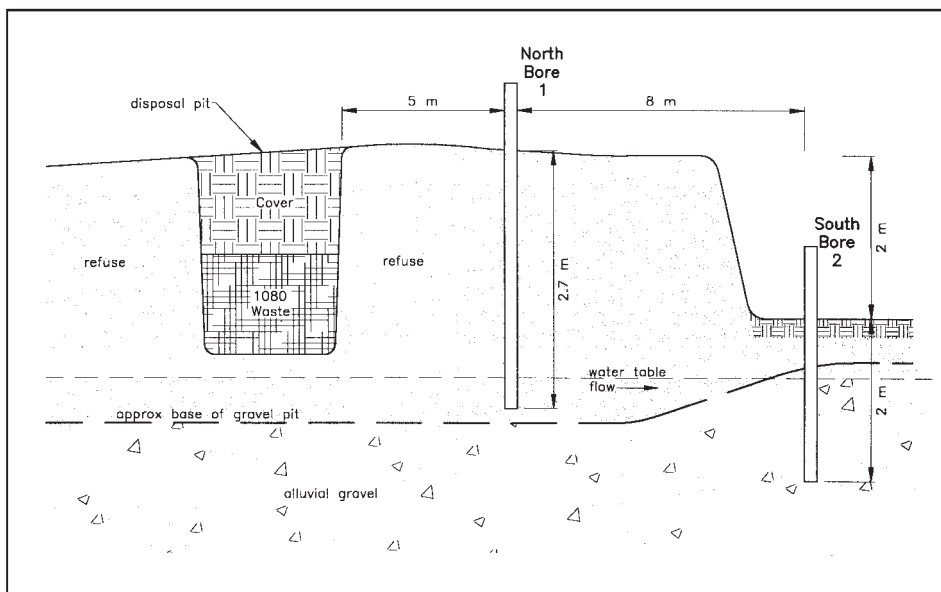 North
Bore
1
disposal pit
5 m
8 m
Cover
South
Bore
2
2 m
refuse
refuse
2.7 m
1080
Waste
water table
flow
approx base of gravel pit
2 m
alluvial gravel